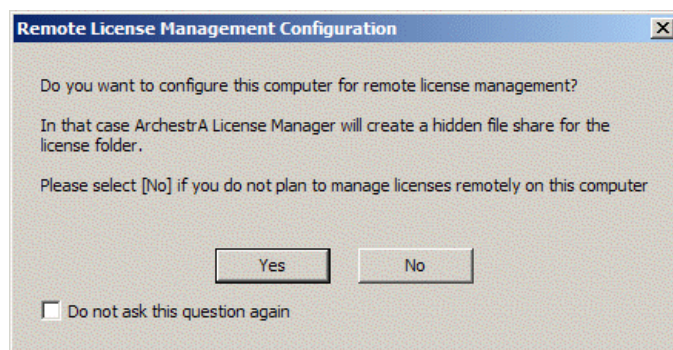 Remote License Management Configuration
Do you want to configure this computer for remote license management?
In that case ArchestrA License Manager will create a hidden file share for the
license folder.
Please select [No] if you do not plan to manage licenses remotely on this computer
Yes
No
Do not ask this question again